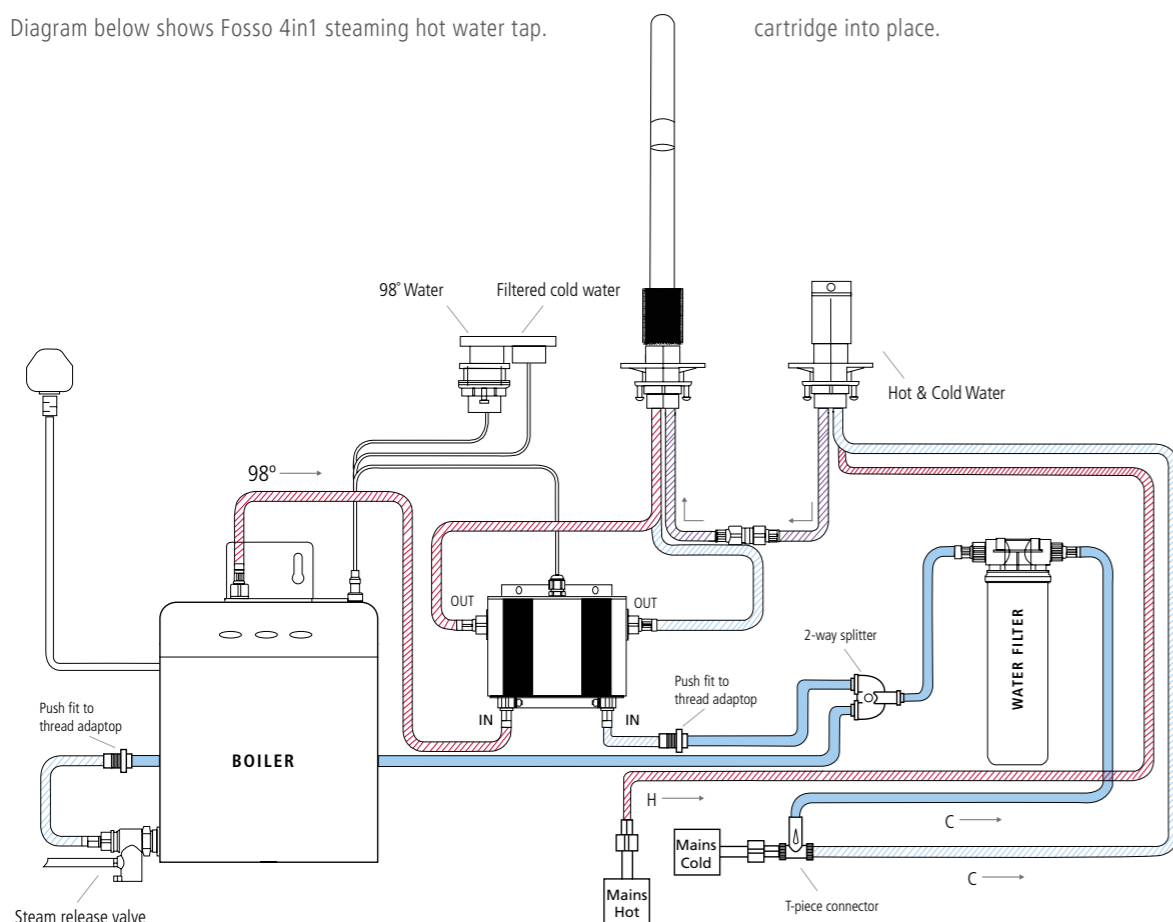 Diagram below shows Fosso 4in1 steaming hot water tap.
cartridge into place.
98° Water
Filtered cold water
Hot & Cold Water
98º
OUT
OUT
2-way splitter
WATER FILTER
Push fit to
thread adaptop
Push fit to
thread adaptop
IN
IN
BOILER
H
C
Mains
Cold
C
Mains
Hot
T-piece connector
Steam release valve